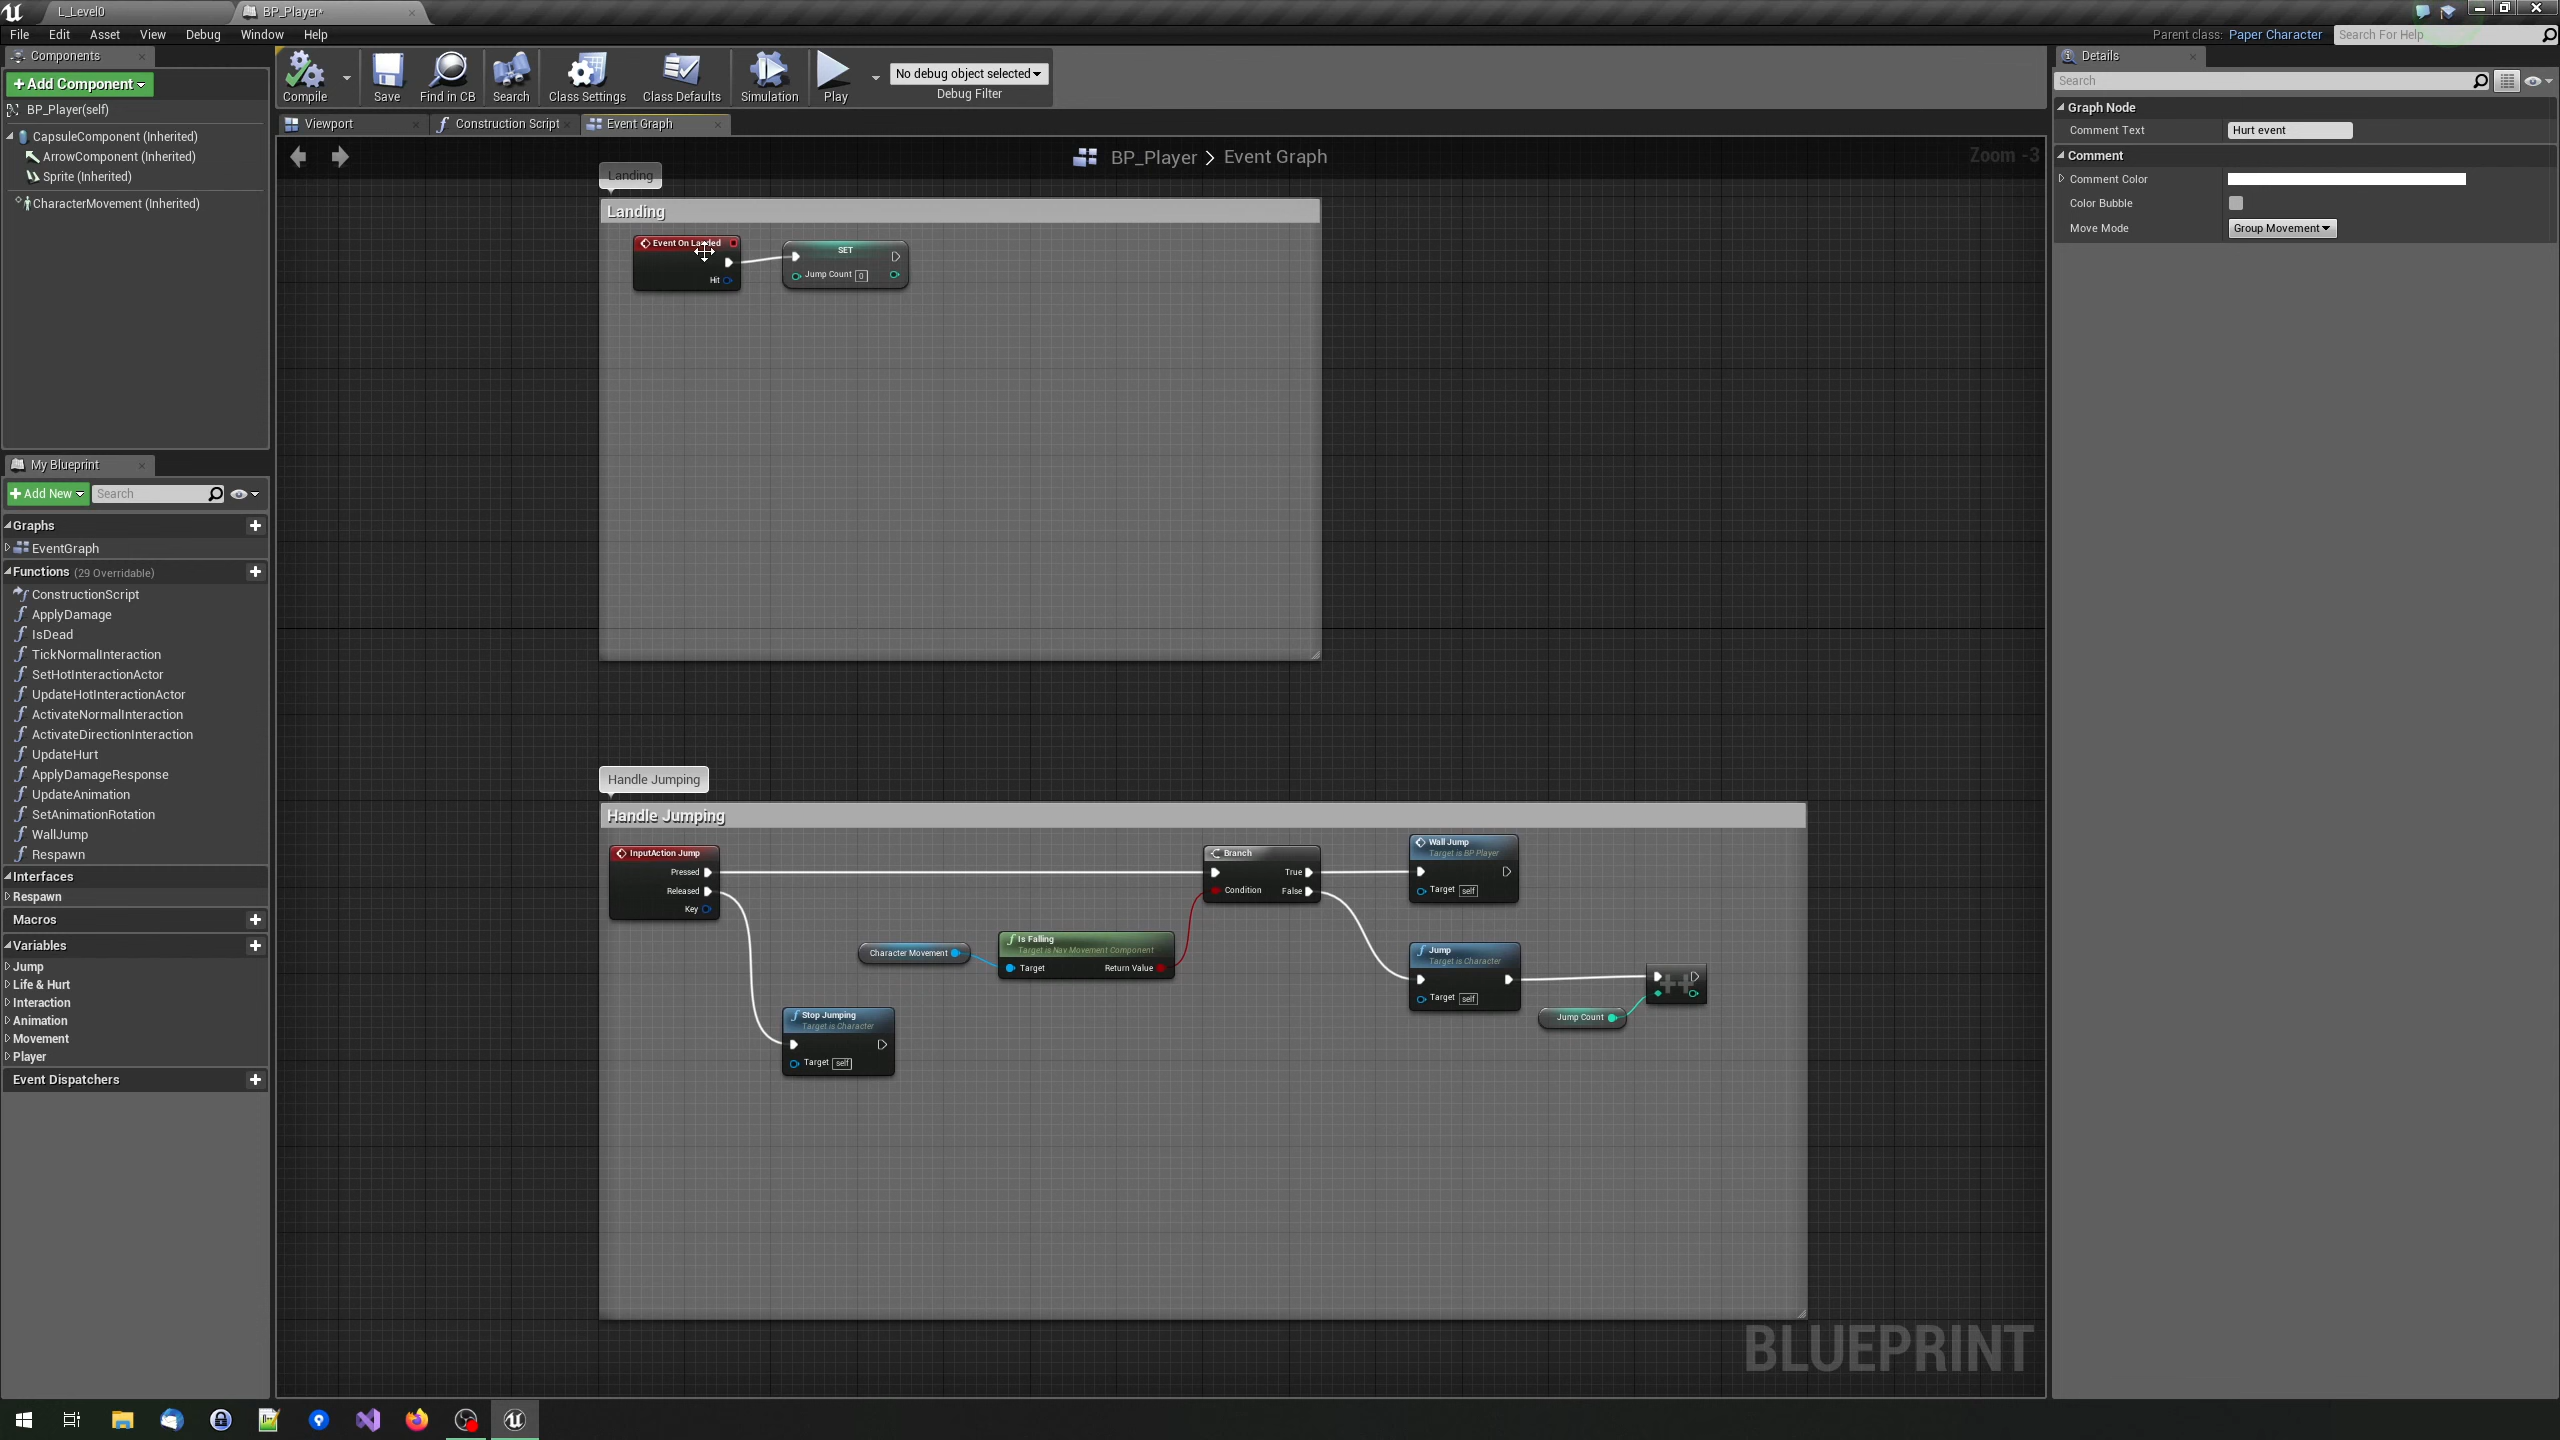 L_Level0
BP_Player*
File Edit Asset View Debug Window Help
Parent class: Paper Character
Search For Help
Components
+Add Component
BP_Player(self)
CapsuleComponent (Inherited)
ArrowComponent (Inherited)
Sprite (Inherited)
CharacterMovement (Inherited)
Compile Save Find in CB Search Class Settings Class Defaults Simulation Play
No debug object selected
Debug Filter
Viewport
Construction Script
Event Graph
BP_Player > Event Graph
Zoom -3
Landing
Landing
Event On Landed
Hit
SET
Jump Count 0
Handle Jumping
Handle Jumping
InputAction Jump
Pressed
Released
Key
Stop Jumping
Target is Character
Target self
Character Movement
Is Falling
Target is Nav Movement Component
Target Return Value
Branch
True
Condition False
Wall Jump
Target is BP Player
Target self
Jump
Target is Character
Target self
Jump Count
++
BLUEPRINT
My Blueprint
+Add New
Search
Graphs
EventGraph
Functions (29 Overridable)
ConstructionScript
ApplyDamage
IsDead
TickNormalInteraction
SetHotInteractionActor
UpdateHotInteractionActor
ActivateNormalInteraction
ActivateDirectionInteraction
UpdateHurt
ApplyDamageResponse
UpdateAnimation
SetAnimationRotation
WallJump
Respawn
Interfaces
Respawn
Macros
Variables
Jump
Life & Hurt
Interaction
Animation
Movement
Player
Event Dispatchers
Details
Search
Graph Node
Comment Text Hurt event
Comment
Comment Color
Color Bubble
Move Mode Group Movement